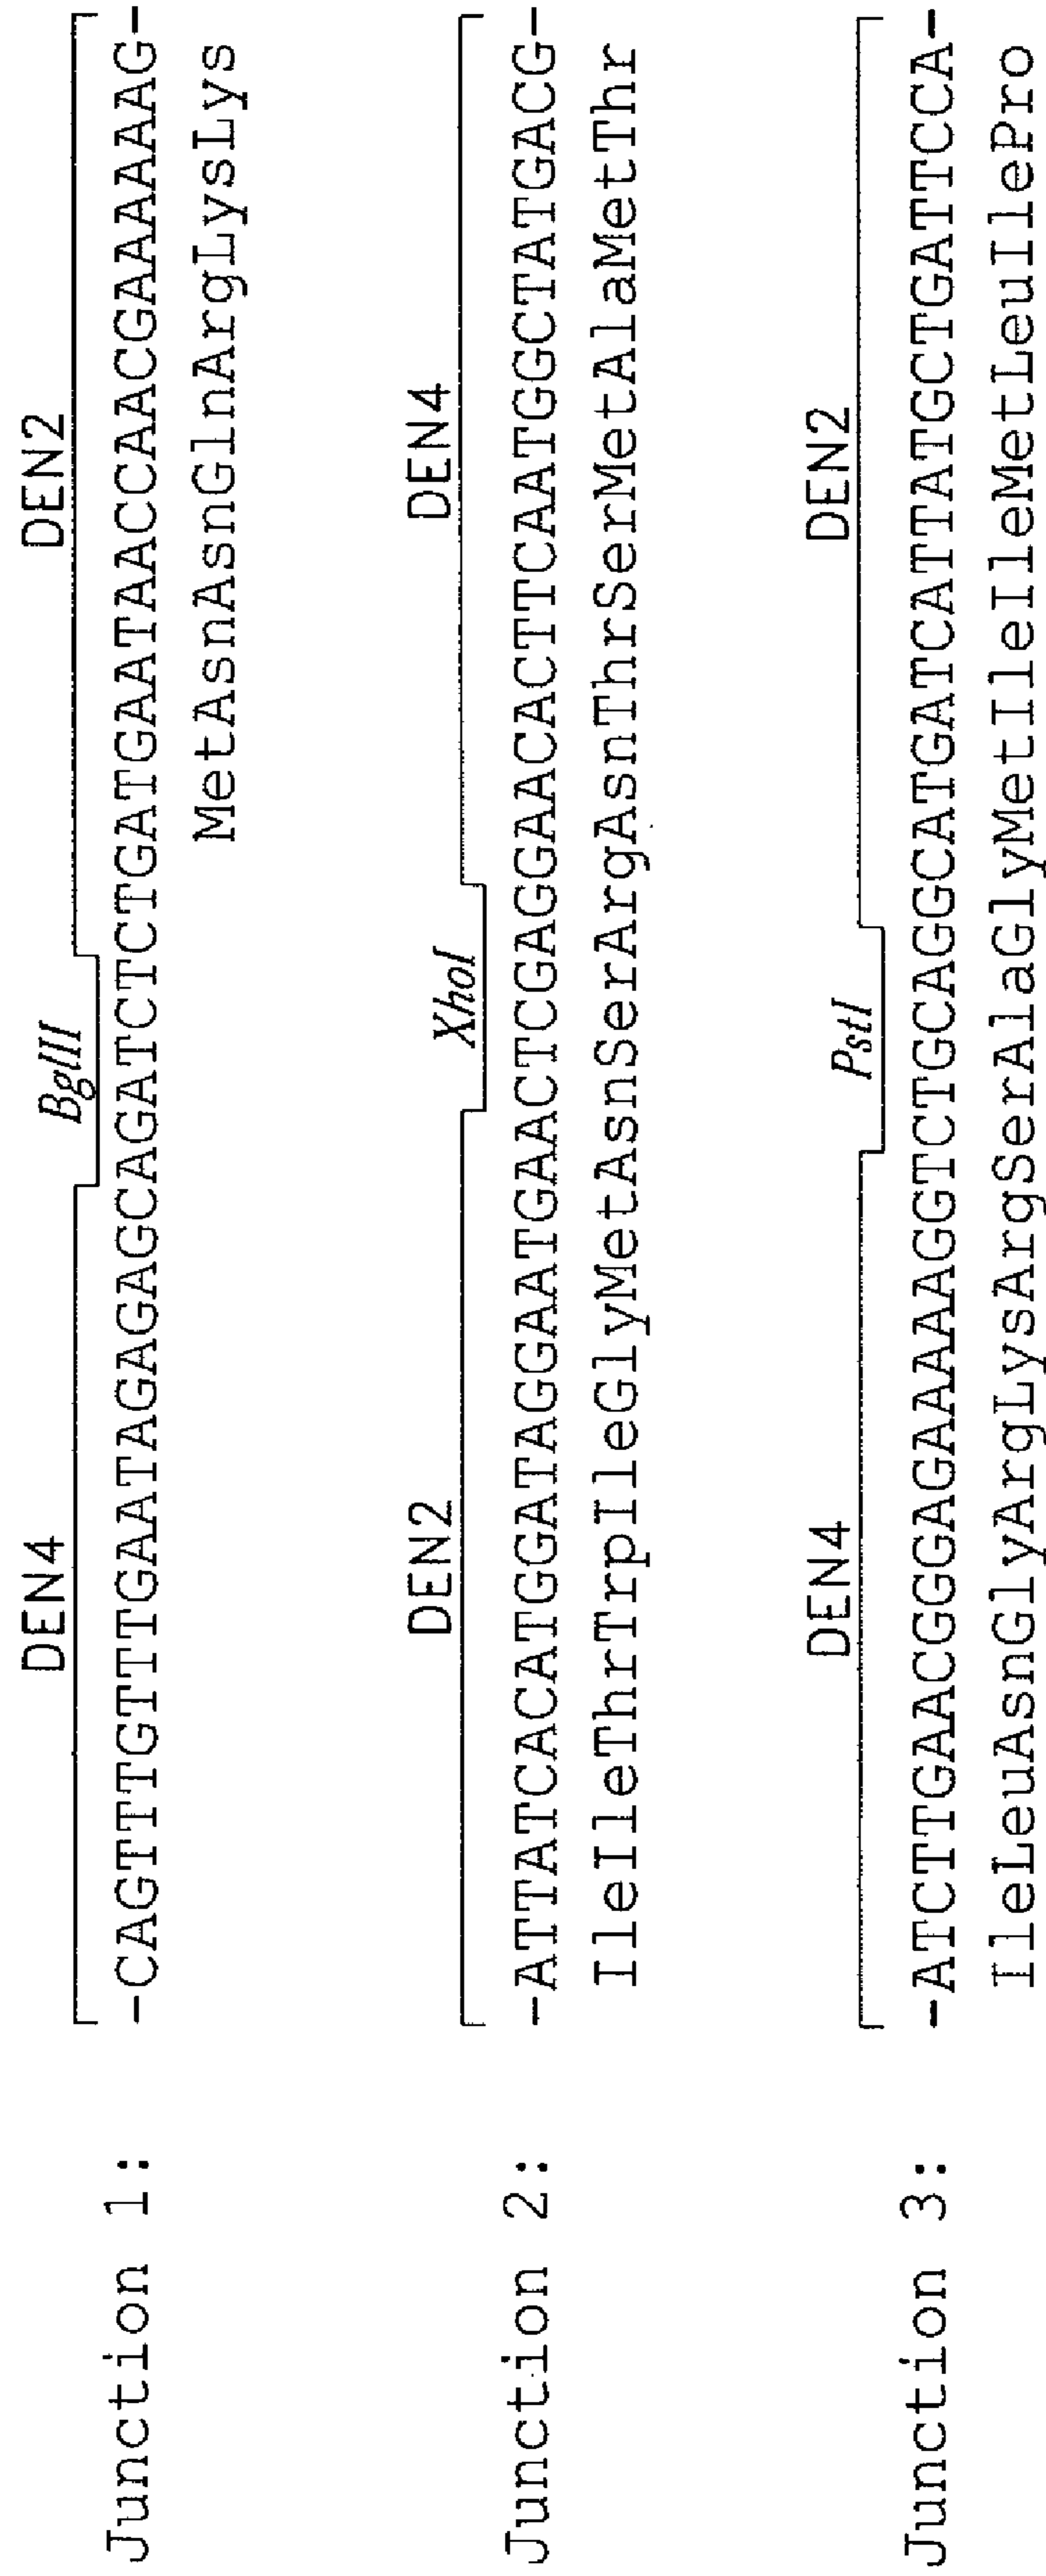 DEN4 BglII DEN2
Junction 1: -CAGTTTGTTTGAATAGAGAGCAGATCTCTGATGAATAACCAACGAAAAAAG-
MetAsnAsnGlnArgLysLys
DEN2 XhoI DEN4
Junction 2: -ATTATCACATGGATAGGAATGAACTCGAGGAACACTTCAATGGCTATGACG-
IleIleThrTrpIleGlyMetAsnSerArgAsnThrSerMetAlaMetThr
DEN4 PstI DEN2
Junction 3: -ATCTTGAACGGGAGAAAAAGGTCTGCAGGCATGATCATTATGCTGATTCCA-
IleLeuAsnGlyArgLysArgSerAlaGlyMetIleIleMetLeuIlePro